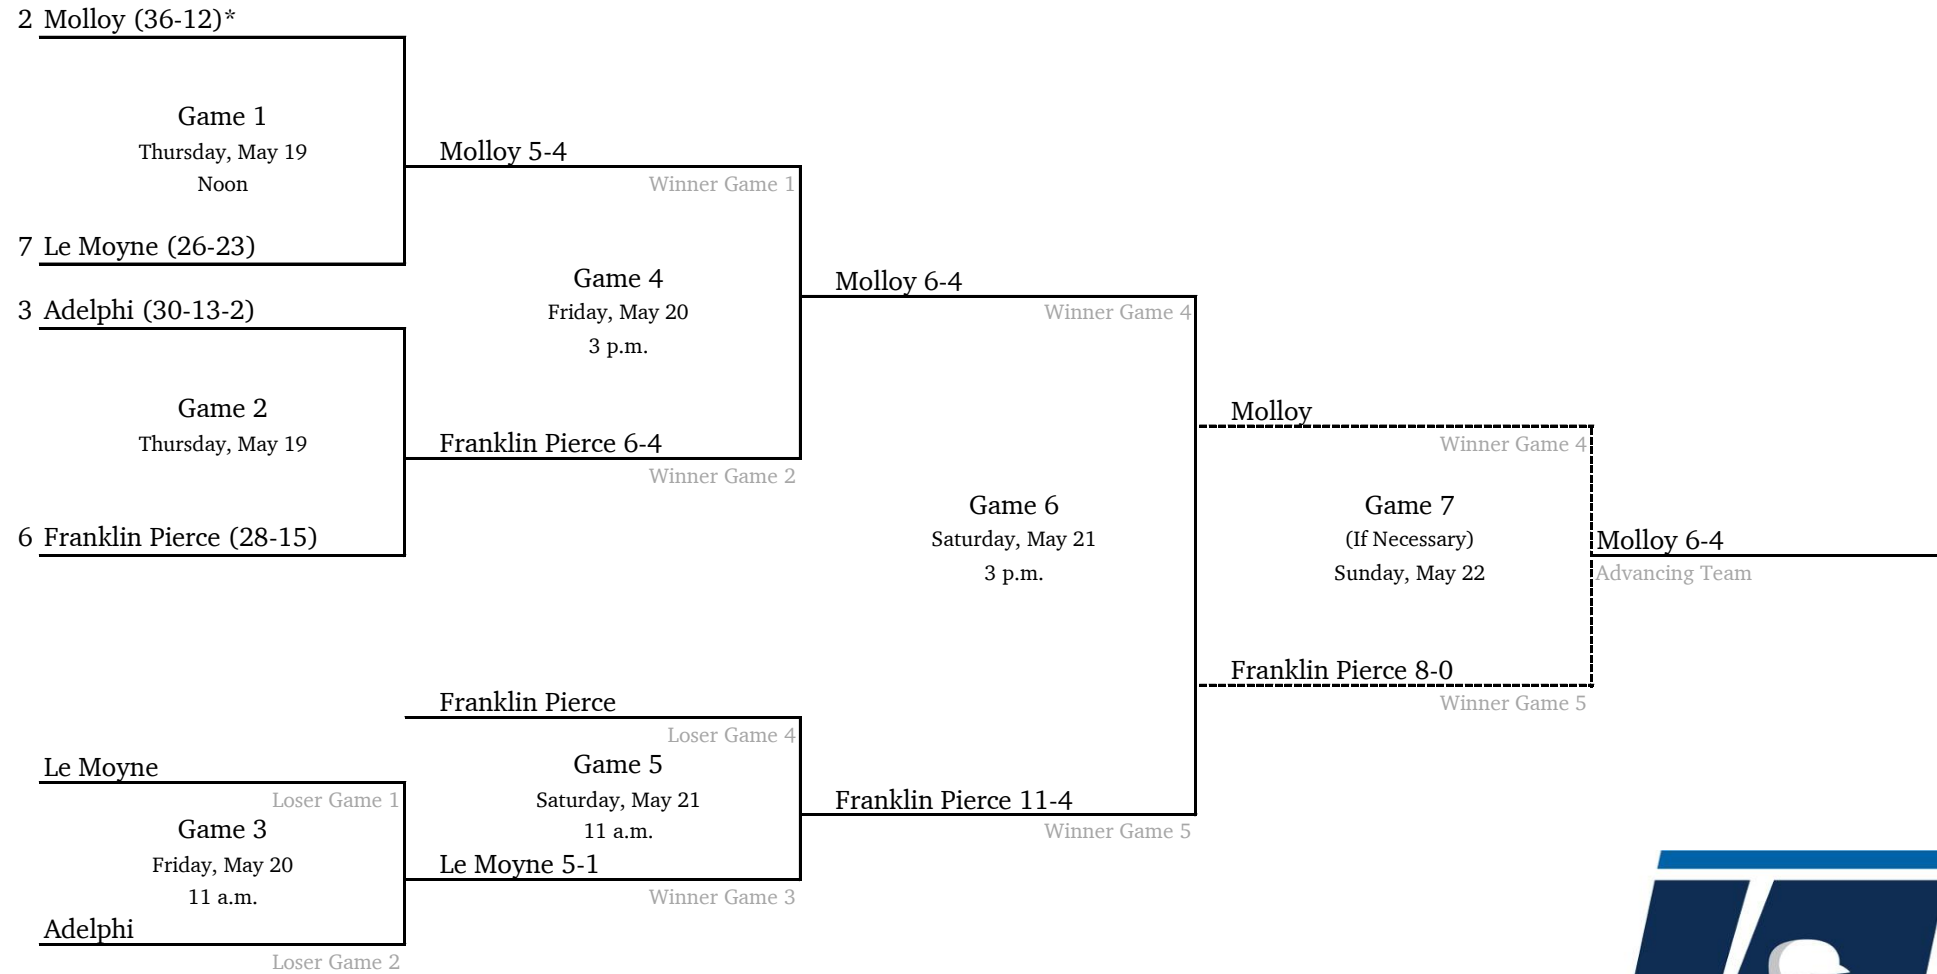 2 Molloy (36-12)*
Game 1
Thursday, May 19
Noon
7 Le Moyne (26-23)
3 Adelphi (30-13-2)
Game 2
Thursday, May 19
6 Franklin Pierce (28-15)
Le Moyne
Loser Game 1
Game 3
Friday, May 20
11 a.m.
Adelphi
Loser Game 2
Molloy 5-4
Winner Game 1
Game 4
Friday, May 20
3 p.m.
Franklin Pierce 6-4
Winner Game 2
Franklin Pierce
Loser Game 4
Game 5
Saturday, May 21
11 a.m.
Le Moyne 5-1
Winner Game 3
Molloy 6-4
Winner Game 4
Game 6
Saturday, May 21
3 p.m.
Franklin Pierce 11-4
Winner Game 5
Molloy
Winner Game 4
Game 7
(If Necessary)
Sunday, May 22
Franklin Pierce 8-0
Winner Game 5
Molloy 6-4
Advancing Team